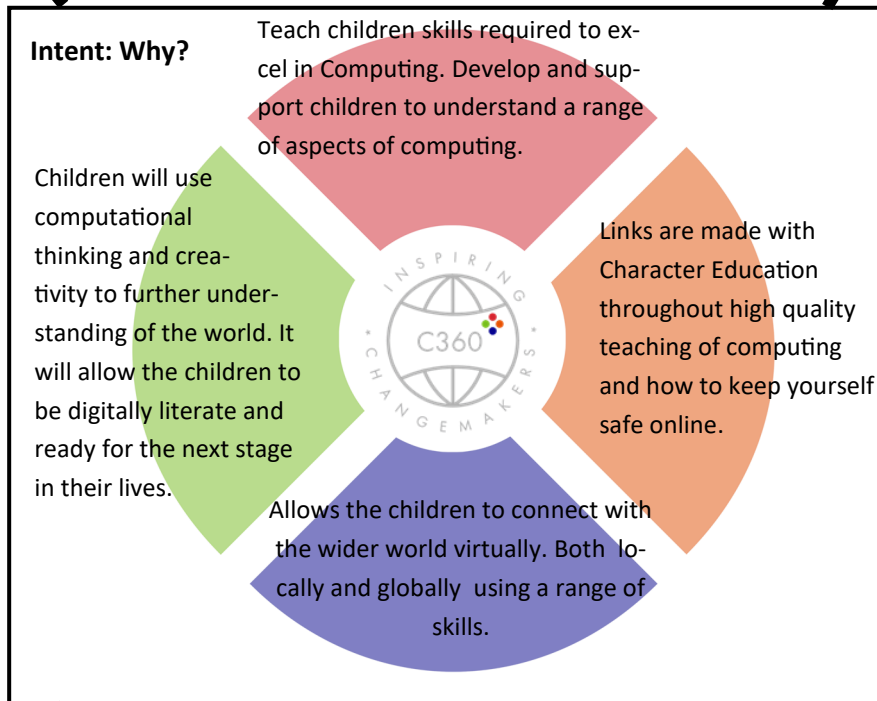 Intent: Why?
Teach children skills required to ex-
cel in Computing. Develop and sup-
port children to understand a range
of aspects of computing.
Children will use
computational
thinking and crea-
tivity to further under-
standing of the world. It
will allow the children to
be digitally literate and
ready for the next stage
in their lives.
Links are made with
Character Education
throughout high quality
teaching of computing
and how to keep yourself
safe online.
INSPIRING
C360
CHANGEMAKERS
Allows the children to connect with
the wider world virtually. Both lo-
cally and globally using a range of
skills.